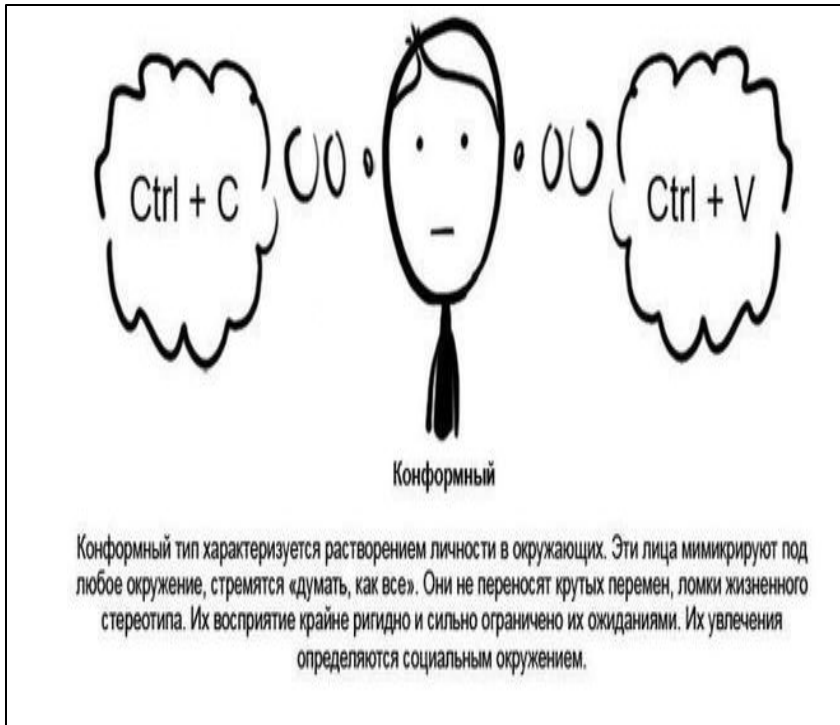 Ctrl + C
Ctrl + V
Конформный
Конформный тип характеризуется растворением личности в окружающих. Эти лица мимикрируют под
любое окружение, стремятся «думать, как все». Они не переносят крутых перемен, ломки жизненного
стереотипа. Их восприятие крайне ригидно и сильно ограничено их ожиданиями. Их увлечения
определяются социальным окружением.